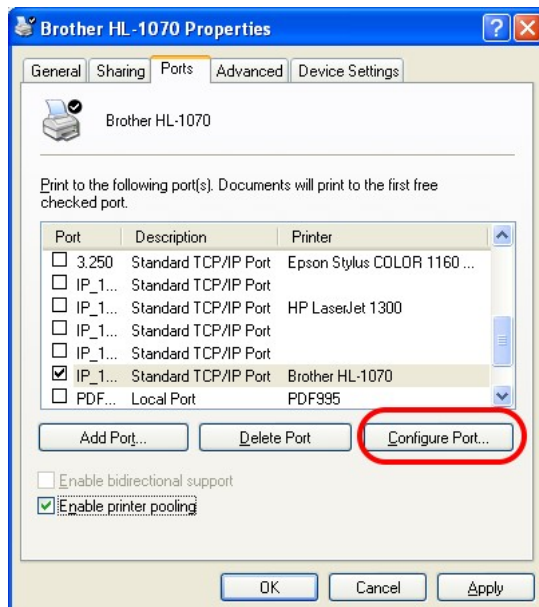 Brother HL-1070 Properties
General Sharing Ports Advanced Device Settings
Brother HL-1070
Print to the following port(s). Documents will print to the first free
checked port.
Port Description Printer
3.250 Standard TCP/IP Port Epson Stylus COLOR 1160 ...
IP_1... Standard TCP/IP Port
IP_1... Standard TCP/IP Port HP LaserJet 1300
IP_1... Standard TCP/IP Port
IP_1... Standard TCP/IP Port
IP_1... Standard TCP/IP Port Brother HL-1070
PDF... Local Port PDF995
Add Port... Delete Port Configure Port...
Enable bidirectional support
Enable printer pooling
OK Cancel Apply